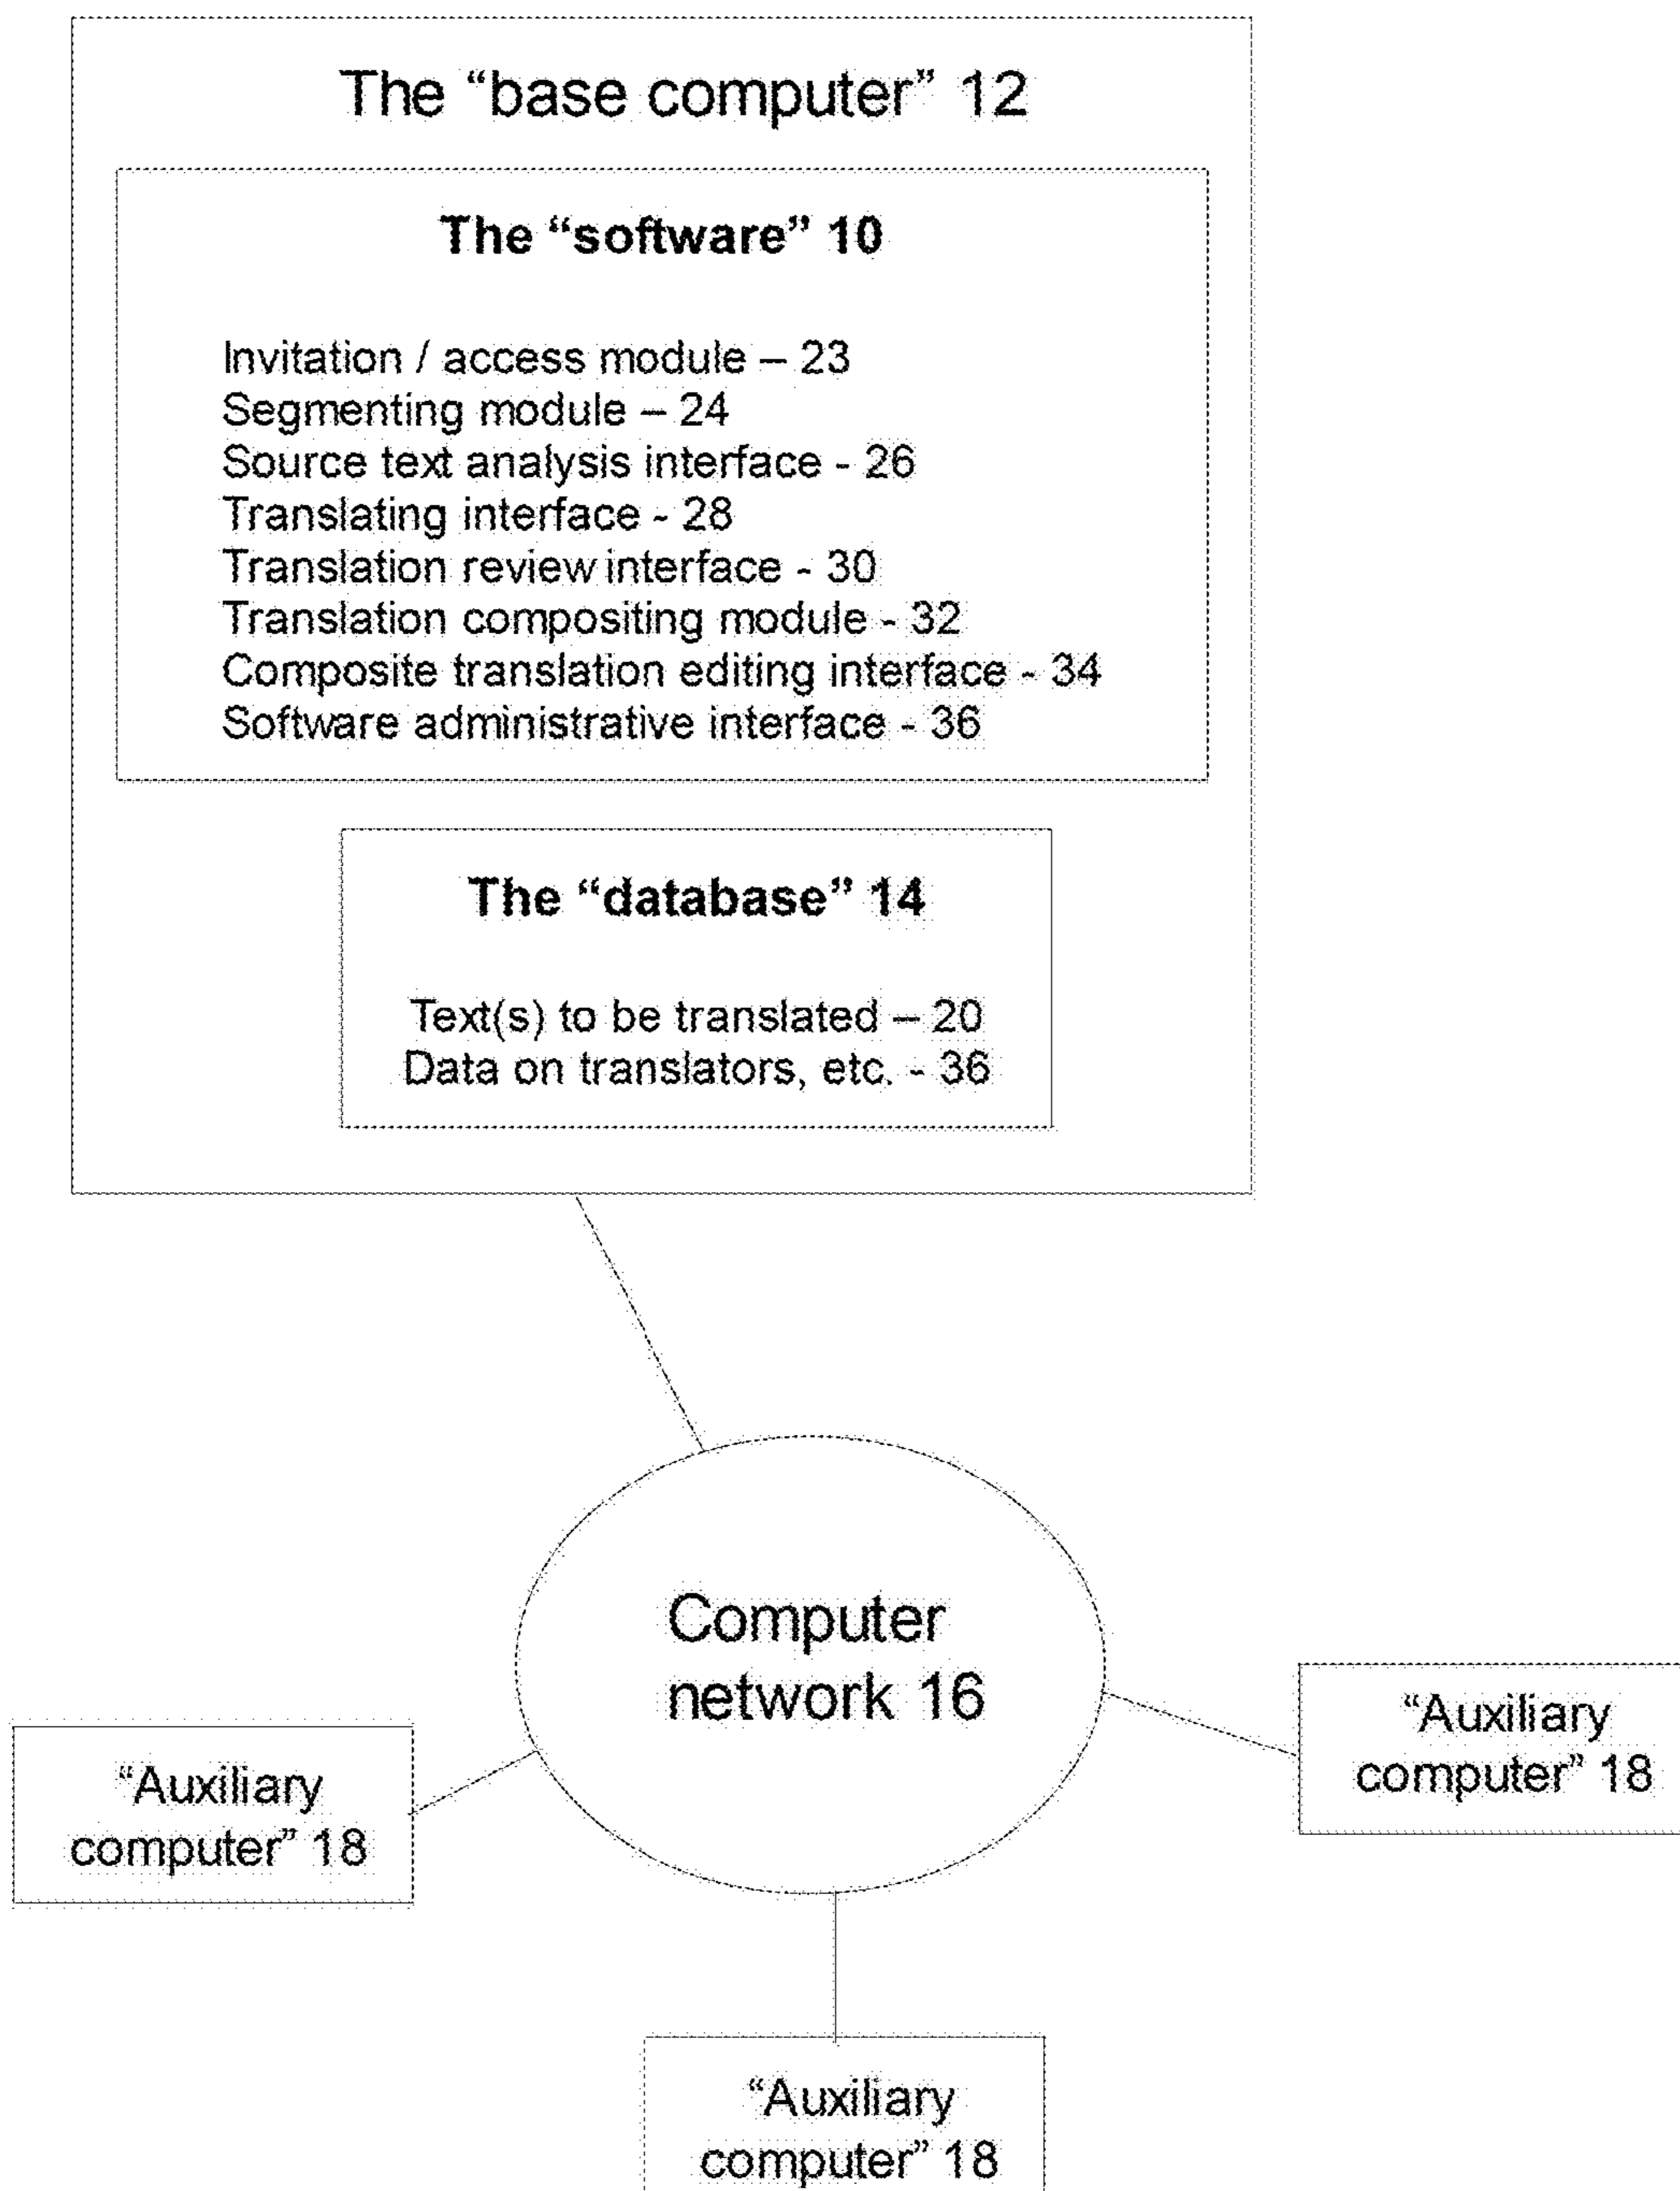 The “base computer” 12
The “software” 10
Invitation / access module – 23
Segmenting module – 24
Source text analysis interface - 26
Translating interface - 28
Translation review interface - 30
Translation compositing module - 32
Composite translation editing interface - 34
Software administrative interface - 36
The “database” 14
Text(s) to be translated – 20
Data on translators, etc. - 36
Computer
network 16
“Auxiliary
computer” 18
“Auxiliary
computer” 18
“Auxiliary
computer” 18